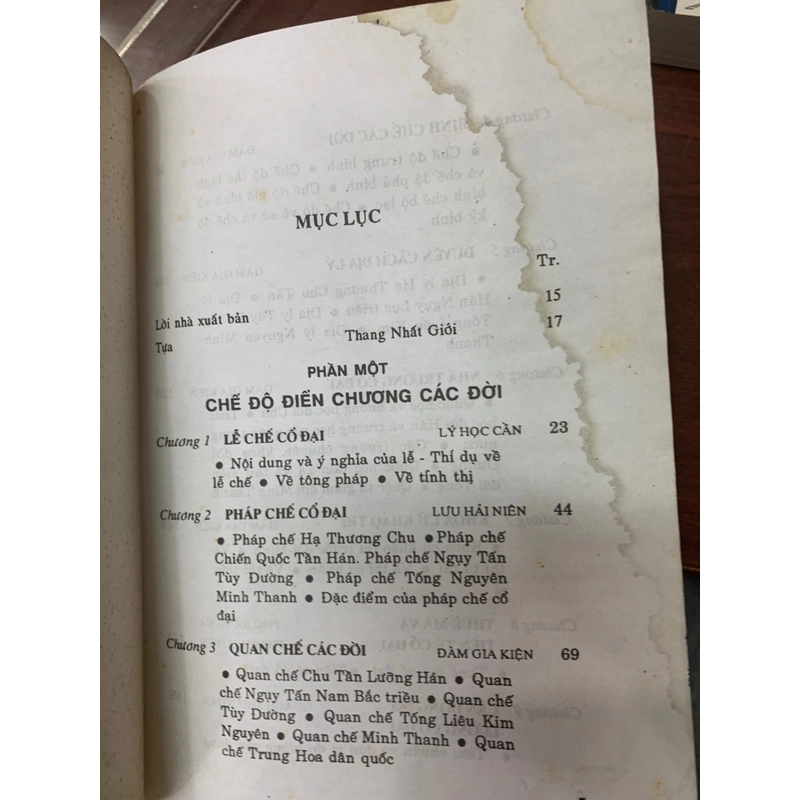 MỤC LỤC
Tr.
Lời nhà xuất bản 15
Tựa Thang Nhất Giới 17
PHẦN MỘT
CHẾ ĐỘ ĐIỂN CHƯƠNG CÁC ĐỜI
Chương 1 LỄ CHẾ CỔ ĐẠI LÝ HỌC CẦN 23
• Nội dung và ý nghĩa của lễ - Thí dụ về
lễ chế • Về tông pháp • Về tính thị
Chương 2 PHÁP CHẾ CỔ ĐẠI LƯU HẢI NIÊN 44
• Pháp chế Hạ Thương Chu • Pháp chế
Chiến Quốc Tần Hán. Pháp chế Ngụy Tấn
Tùy Đường • Pháp chế Tống Nguyên
Minh Thanh • Đặc điểm của pháp chế cổ
đại
Chương 3 QUAN CHẾ CÁC ĐỜI ĐÀM GIA KIỆN 69
• Quan chế Chu Tần Lưỡng Hán • Quan
chế Ngụy Tấn Nam Bắc triều • Quan chế
Tùy Đường • Quan chế Tống Liêu Kim
Nguyên • Quan chế Minh Thanh • Quan
chế Trung Hoa dân quốc